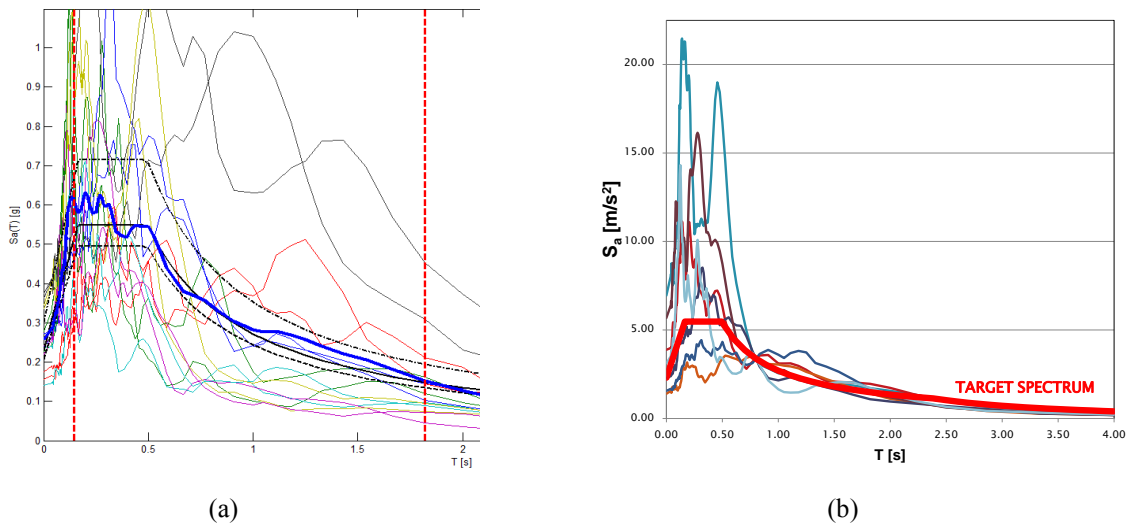 1
0.9
0.8
0.7
0.6
0.5
0.4
0.3
0.2
0.1
0
Sa(T) [g]
0 0.5 1 1.5 2
T [s]
(a)
20.00
15.00
10.00
5.00
0.00
Sa [m/s²]
TARGET SPECTRUM
0.00 0.50 1.00 1.50 2.00 2.50 3.00 3.50 4.00
T [s]
(b)